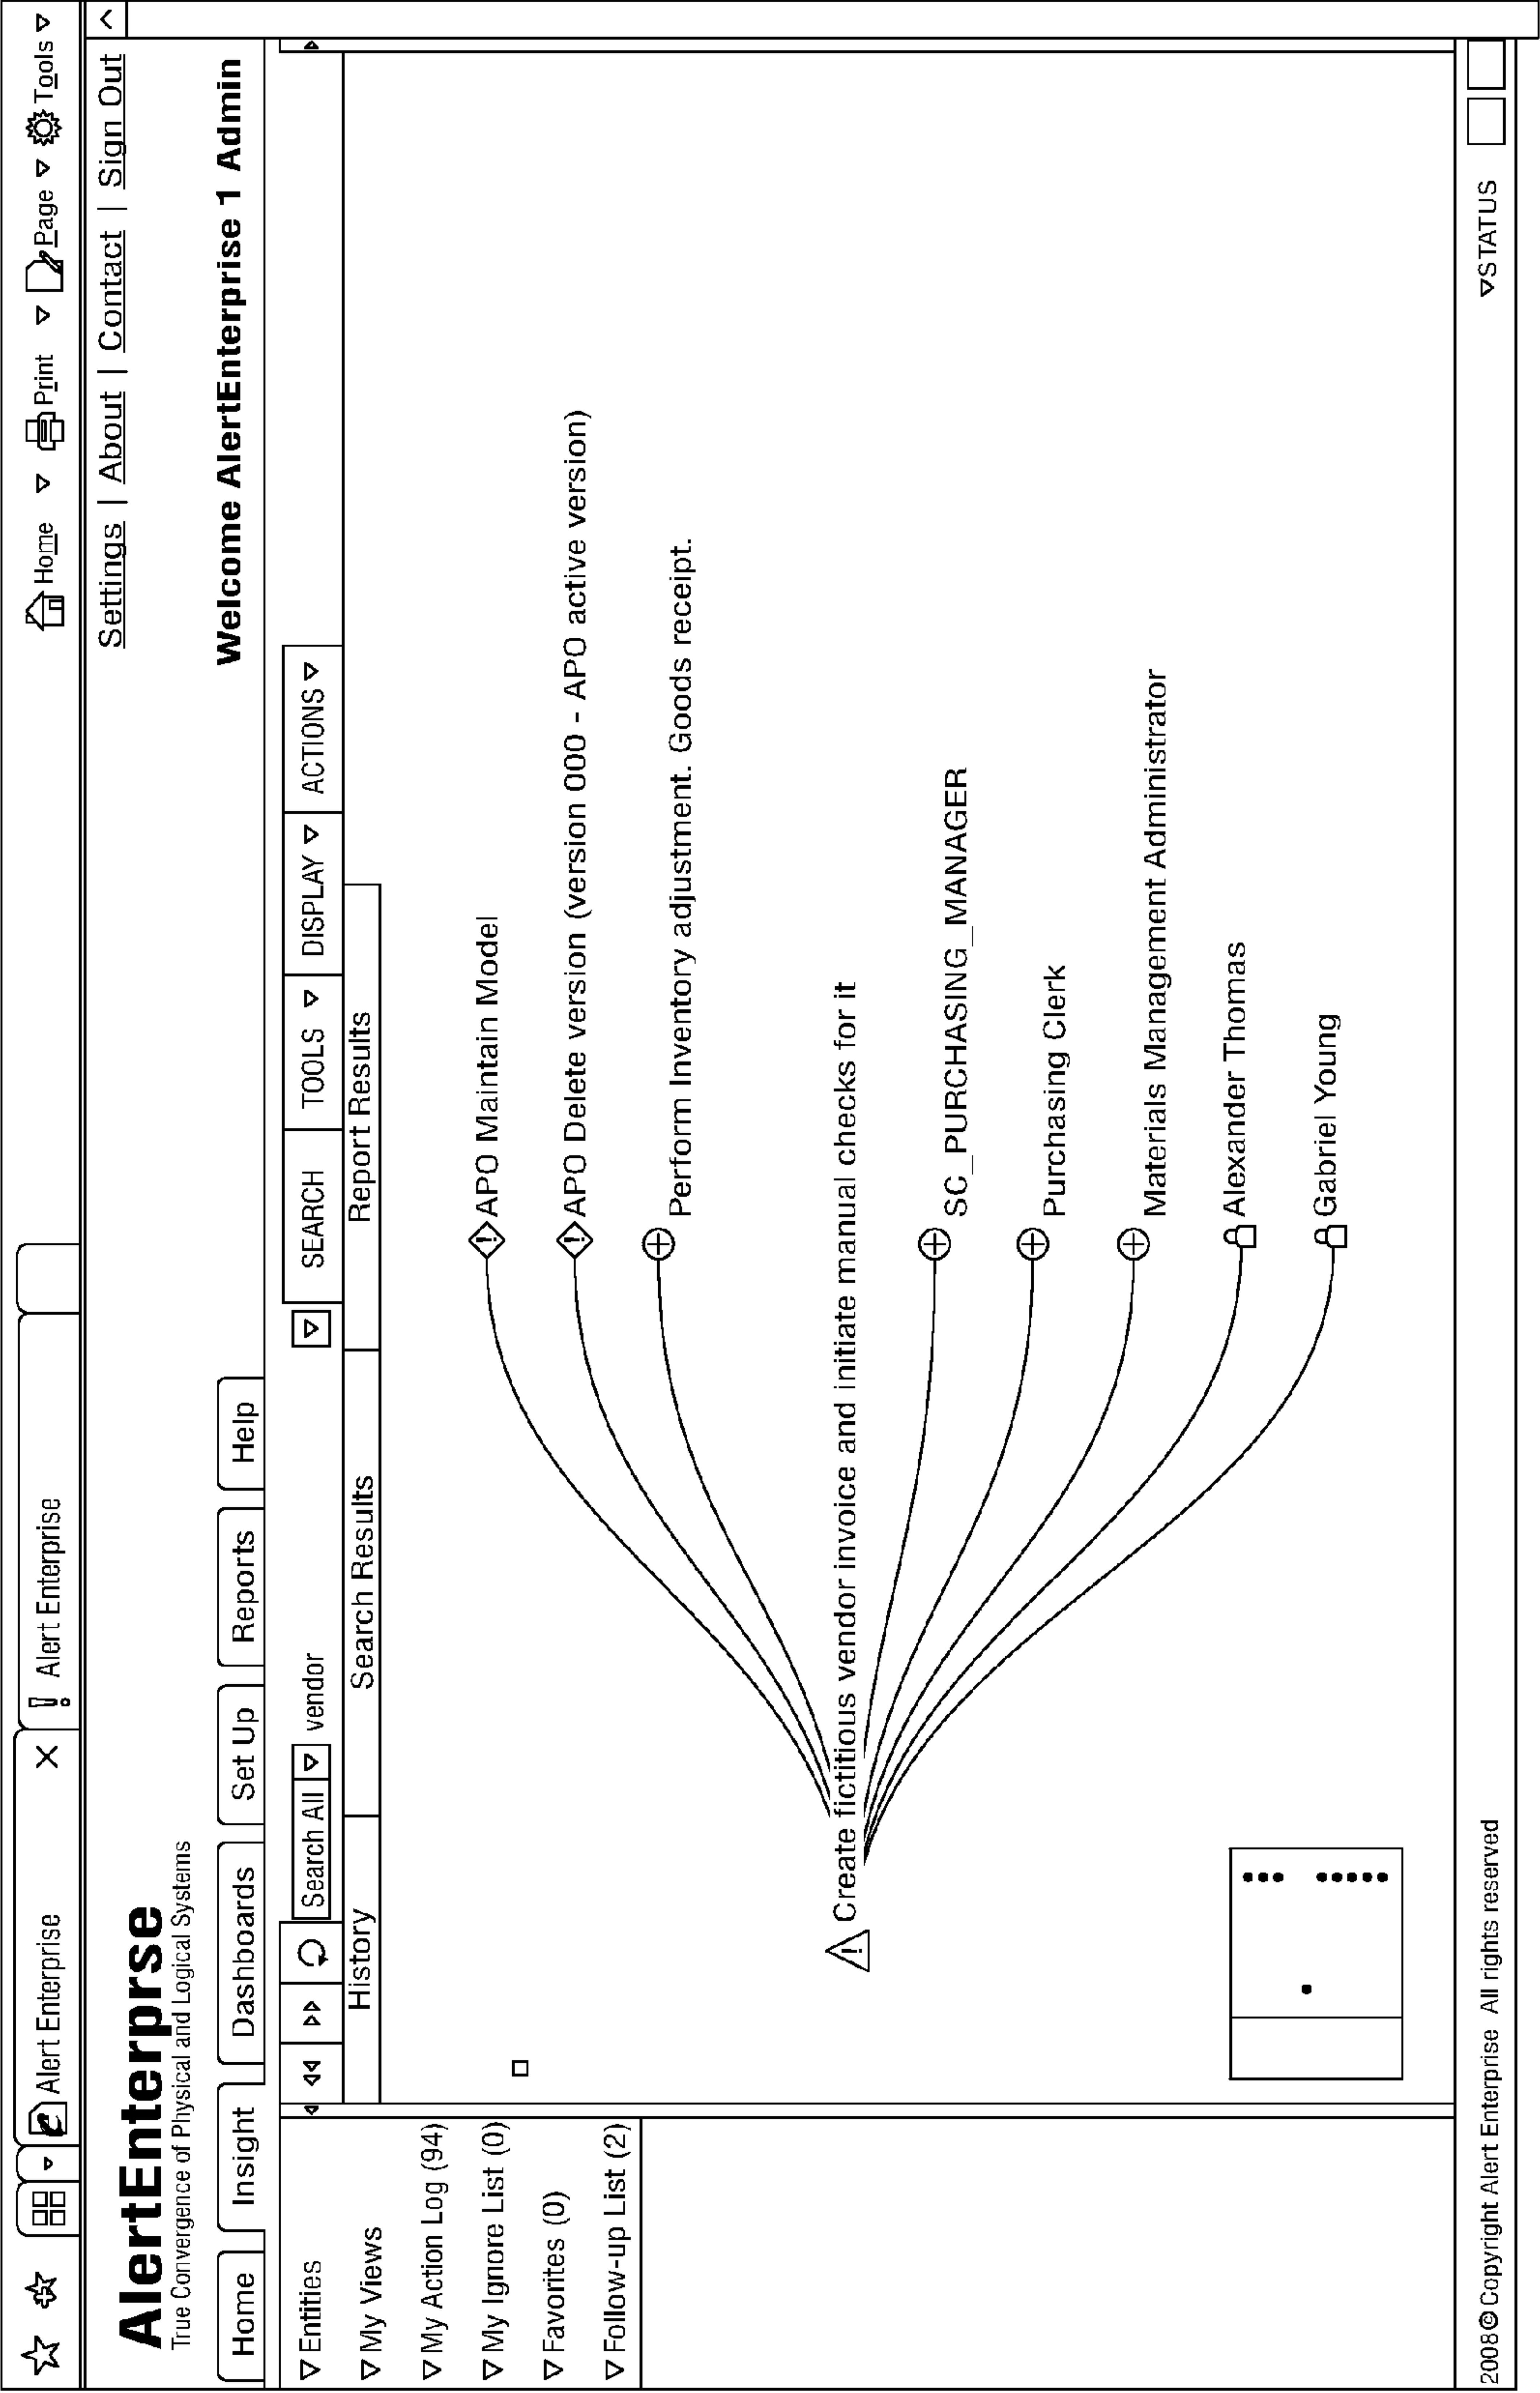 Alert Enterprise
Alert Enterprise
Home
Print
Page
Tools
Settings | About | Contact | Sign Out
AlertEnterprse
True Convergence of Physical and Logical Systems
Welcome AlertEnterprise 1 Admin
Home
Insight
Dashboards
Set Up
Reports
Help
Entities
My Views
My Action Log (94)
My Ignore List (0)
Favorites (0)
Follow-up List (2)
Search All
vendor
SEARCH
TOOLS
DISPLAY
ACTIONS
History
Search Results
Report Results
APO Maintain Model
APO Delete version (version 000 - APO active version)
Perform Inventory adjustment. Goods receipt.
Create fictitious vendor invoice and initiate manual checks for it
SC_PURCHASING_MANAGER
Purchasing Clerk
Materials Management Administrator
Alexander Thomas
Gabriel Young
2008©Copyright Alert Enterprise All rights reserved
STATUS